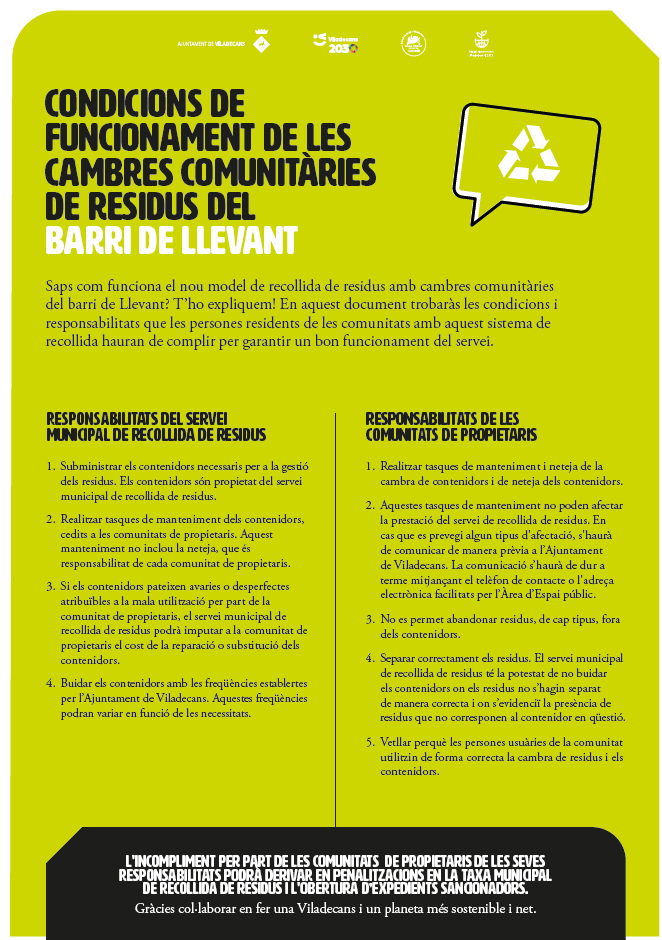 AJUNTAMENT DE VILADECANS
Viladecans
2030
CONDICIONS DE
FUNCIONAMENT DE LES
CAMBRES COMUNITÀRIES
DE RESIDUS DEL
BARRI DE LLEVANT
Saps com funciona el nou model de recollida de residus amb cambres comunitàries
del barri de Llevant? T'ho expliquem! En aquest document trobaràs les condicions i
responsabilitats que les persones residents de les comunitats amb aquest sistema de
recollida hauran de complir per garantir un bon funcionament del servei.
RESPONSABILITATS DEL SERVEI
MUNICIPAL DE RECOLLIDA DE RESIDUS
1. Subministrar els contenidors necessaris per a la gestió
dels residus. Els contenidors són propietat del servei
municipal de recollida de residus.
2. Realitzar tasques de manteniment dels contenidors,
cedits a les comunitats de propietaris. Aquest
manteniment no inclou la neteja, que és
responsabilitat de cada comunitat de propietaris.
3. Si els contenidors pateixen avaries o desperfectes
atribuïbles a la mala utilització per part de la
comunitat de propietaris, el servei municipal de
recollida de residus podrà imputar a la comunitat de
propietaris el cost de la reparació o substitució dels
contenidors.
4. Buidar els contenidors amb les freqüències establertes
per l'Ajuntament de Viladecans. Aquestes freqüències
podran variar en funció de les necessitats.
RESPONSABILITATS DE LES
COMUNITATS DE PROPIETARIS
1. Realitzar tasques de manteniment i neteja de la
cambra de contenidors i de neteja dels contenidors.
2. Aquestes tasques de manteniment no poden afectar
la prestació del servei de recollida de residus. En
cas que es prevegi algun tipus d'afectació, s'haurà
de comunicar de manera prèvia a l'Ajuntament
de Viladecans. La comunicació s'haurà de dur a
terme mitjançant el telèfon de contacte o l'adreça
electrònica facilitats per l'Àrea d'Espai públic.
3. No es permet abandonar residus, de cap tipus, fora
dels contenidors.
4. Separar correctament els residus. El servei municipal
de recollida de residus té la potestat de no buidar
els contenidors on els residus no s'hagin separat
de manera correcta i on s'evidenciï la presència de
residus que no corresponen al contenidor en qüestió.
5. Vetllar perquè les persones usuàries de la comunitat
utilitzin de forma correcta la cambra de residus i els
contenidors.
L'INCOMPLIMENT PER PART DE LES COMUNITATS DE PROPIETARIS DE LES SEVES
RESPONSABILITATS PODRÀ DERIVAR EN PENALITZACIONS EN LA TAXA MUNICIPAL
DE RECOLLIDA DE RESIDUS I L'OBERTURA D'EXPEDIENTS SANCIONADORS.
Gràcies col·laborar en fer una Viladecans i un planeta més sostenible i net.